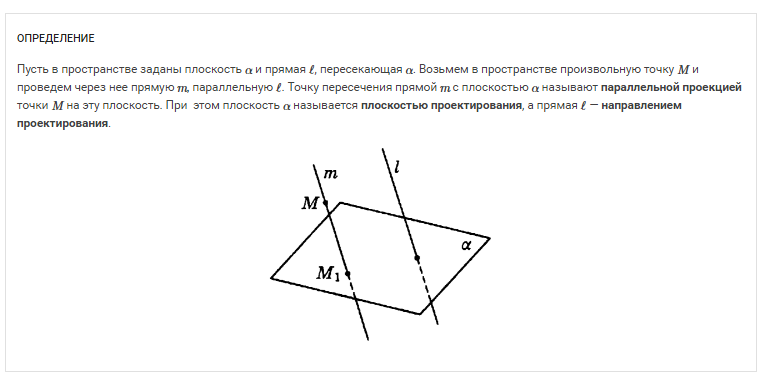 ОПРЕДЕЛЕНИЕ
Пусть в пространстве заданы плоскость α и прямая ℓ, пересекающая α. Возьмем в пространстве произвольную точку M и
проведем через нее прямую m, параллельную ℓ. Точку пересечения прямой m с плоскостью α называют параллельной проекцией
точки M на эту плоскость. При этом плоскость α называется плоскостью проектирования, а прямая ℓ — направлением
проектирования.
m
l
M
α
M₁